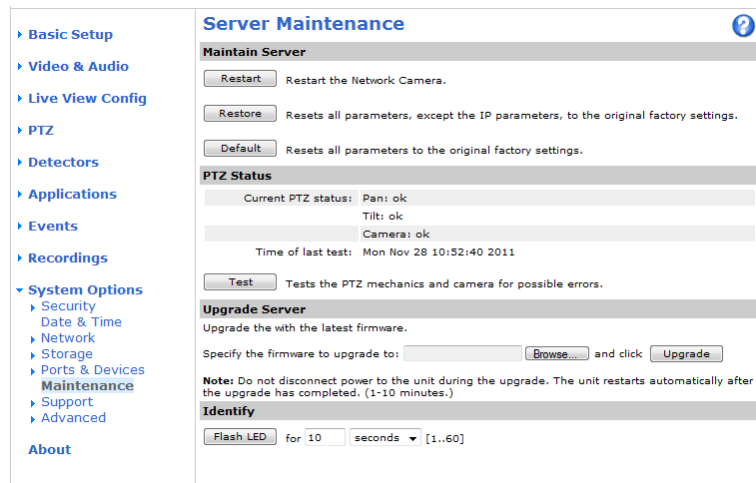 Basic Setup
Video & Audio
Live View Config
PTZ
Detectors
Applications
Events
Recordings
System Options
Security
Date & Time
Network
Storage
Ports & Devices
Maintenance
Support
Advanced
About
Server Maintenance
?
Maintain Server
Restart Restart the Network Camera.
Restore Resets all parameters, except the IP parameters, to the original factory settings.
Default Resets all parameters to the original factory settings.
PTZ Status
Current PTZ status: Pan: ok
Tilt: ok
Camera: ok
Time of last test: Mon Nov 28 10:52:40 2011
Test Tests the PTZ mechanics and camera for possible errors.
Upgrade Server
Upgrade the with the latest firmware.
Specify the firmware to upgrade to: Browse... and click Upgrade
Note: Do not disconnect power to the unit during the upgrade. The unit restarts automatically after
the upgrade has completed. (1-10 minutes.)
Identify
Flash LED for 10 seconds [1..60]